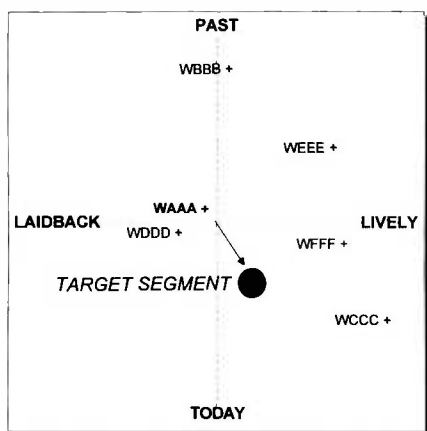 PAST
WBBB +
WEEE +
WAAA +
LAIDBACK
LIVELY
WDDD +
WFFF +
TARGET SEGMENT
WCCC +
TODAY